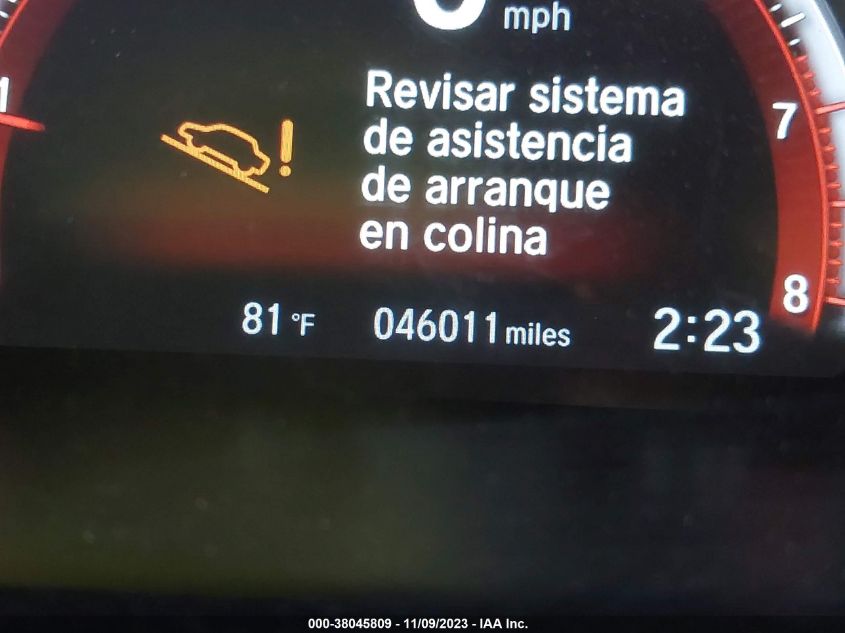 mph
1
Revisar sistema
de asistencia
de arranque
en colina
7
8
81 °F 046011 miles 2:23
000-38045809 - 11/09/2023 - IAA Inc.